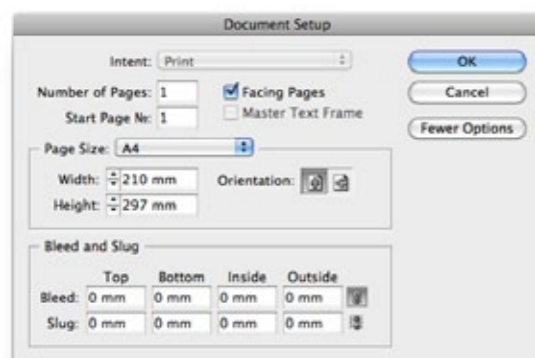 Document Setup
Intent: Print
OK
Number of Pages: 1
Facing Pages
Cancel
Start Page №: 1
Master Text Frame
Fewer Options
Page Size: A4
Width: 210 mm
Orientation:
Height: 297 mm
Bleed and Slug
Top Bottom Inside Outside
Bleed: 0 mm 0 mm 0 mm 0 mm
Slug: 0 mm 0 mm 0 mm 0 mm